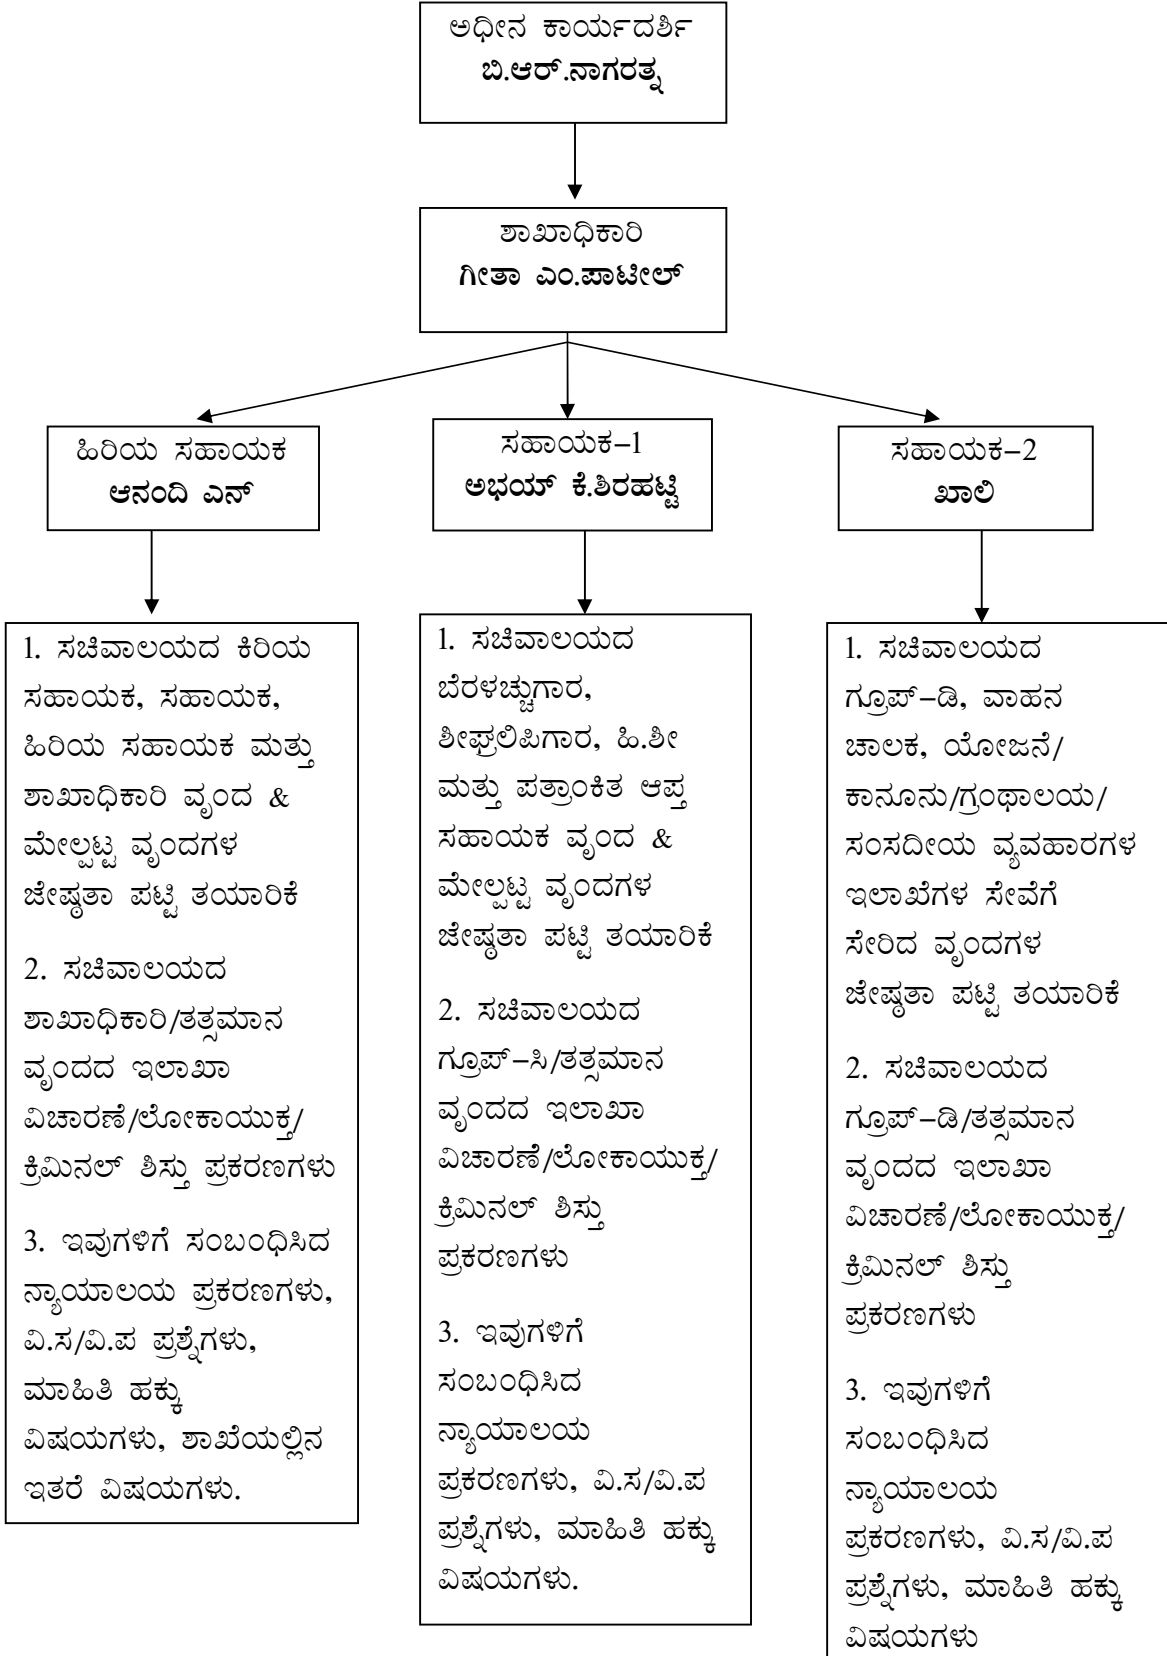 ಅಧೀನ ಕಾರ್ಯದರ್ಶಿ
ಬಿ.ಆರ್.ನಾಗರತ್ನ
ಶಾಖಾಧಿಕಾರಿ
ಗೀತಾ ಎಂ.ಪಾಟೀಲ್
ಹಿರಿಯ ಸಹಾಯಕ
ಆನಂದಿ ಎನ್
ಸಹಾಯಕ–1
ಅಭಯ್ ಕೆ.ಶಿರಹಟ್ಟಿ
ಸಹಾಯಕ–2
ಖಾಲಿ
1. ಸಚಿವಾಲಯದ ಕಿರಿಯ
ಸಹಾಯಕ, ಸಹಾಯಕ,
ಹಿರಿಯ ಸಹಾಯಕ ಮತ್ತು
ಶಾಖಾಧಿಕಾರಿ ವೃಂದ &
ಮೇಲ್ಪಟ್ಟ ವೃಂದಗಳ
ಜೇಷ್ಠತಾ ಪಟ್ಟಿ ತಯಾರಿಕೆ
2. ಸಚಿವಾಲಯದ
ಶಾಖಾಧಿಕಾರಿ/ತತ್ಸಮಾನ
ವೃಂದದ ಇಲಾಖಾ
ವಿಚಾರಣೆ/ಲೋಕಾಯುಕ್ತ/
ಕ್ರಿಮಿನಲ್ ಶಿಸ್ತು ಪ್ರಕರಣಗಳು
3. ಇವುಗಳಿಗೆ ಸಂಬಂಧಿಸಿದ
ನ್ಯಾಯಾಲಯ ಪ್ರಕರಣಗಳು,
ವಿ.ಸ/ವಿ.ಪ ಪ್ರಶ್ನೆಗಳು,
ಮಾಹಿತಿ ಹಕ್ಕು
ವಿಷಯಗಳು, ಶಾಖೆಯಲ್ಲಿನ
ಇತರೆ ವಿಷಯಗಳು.
1. ಸಚಿವಾಲಯದ
ಬೆರಳಚ್ಚುಗಾರ,
ಶೀಘ್ರಲಿಪಿಗಾರ, ಹಿ.ಶೀ
ಮತ್ತು ಪತ್ರಾಂಕಿತ ಆಪ್ತ
ಸಹಾಯಕ ವೃಂದ &
ಮೇಲ್ಪಟ್ಟ ವೃಂದಗಳ
ಜೇಷ್ಠತಾ ಪಟ್ಟಿ ತಯಾರಿಕೆ
2. ಸಚಿವಾಲಯದ
ಗ್ರೂಪ್–ಸಿ/ತತ್ಸಮಾನ
ವೃಂದದ ಇಲಾಖಾ
ವಿಚಾರಣೆ/ಲೋಕಾಯುಕ್ತ/
ಕ್ರಿಮಿನಲ್ ಶಿಸ್ತು
ಪ್ರಕರಣಗಳು
3. ಇವುಗಳಿಗೆ
ಸಂಬಂಧಿಸಿದ
ನ್ಯಾಯಾಲಯ
ಪ್ರಕರಣಗಳು, ವಿ.ಸ/ವಿ.ಪ
ಪ್ರಶ್ನೆಗಳು, ಮಾಹಿತಿ ಹಕ್ಕು
ವಿಷಯಗಳು.
1. ಸಚಿವಾಲಯದ
ಗ್ರೂಪ್–ಡಿ, ವಾಹನ
ಚಾಲಕ, ಯೋಜನೆ/
ಕಾನೂನು/ಗ್ರಂಥಾಲಯ/
ಸಂಸದೀಯ ವ್ಯವಹಾರಗಳ
ಇಲಾಖೆಗಳ ಸೇವೆಗೆ
ಸೇರಿದ ವೃಂದಗಳ
ಜೇಷ್ಠತಾ ಪಟ್ಟಿ ತಯಾರಿಕೆ
2. ಸಚಿವಾಲಯದ
ಗ್ರೂಪ್–ಡಿ/ತತ್ಸಮಾನ
ವೃಂದದ ಇಲಾಖಾ
ವಿಚಾರಣೆ/ಲೋಕಾಯುಕ್ತ/
ಕ್ರಿಮಿನಲ್ ಶಿಸ್ತು
ಪ್ರಕರಣಗಳು
3. ಇವುಗಳಿಗೆ
ಸಂಬಂಧಿಸಿದ
ನ್ಯಾಯಾಲಯ
ಪ್ರಕರಣಗಳು, ವಿ.ಸ/ವಿ.ಪ
ಪ್ರಶ್ನೆಗಳು, ಮಾಹಿತಿ ಹಕ್ಕು
ವಿಷಯಗಳು